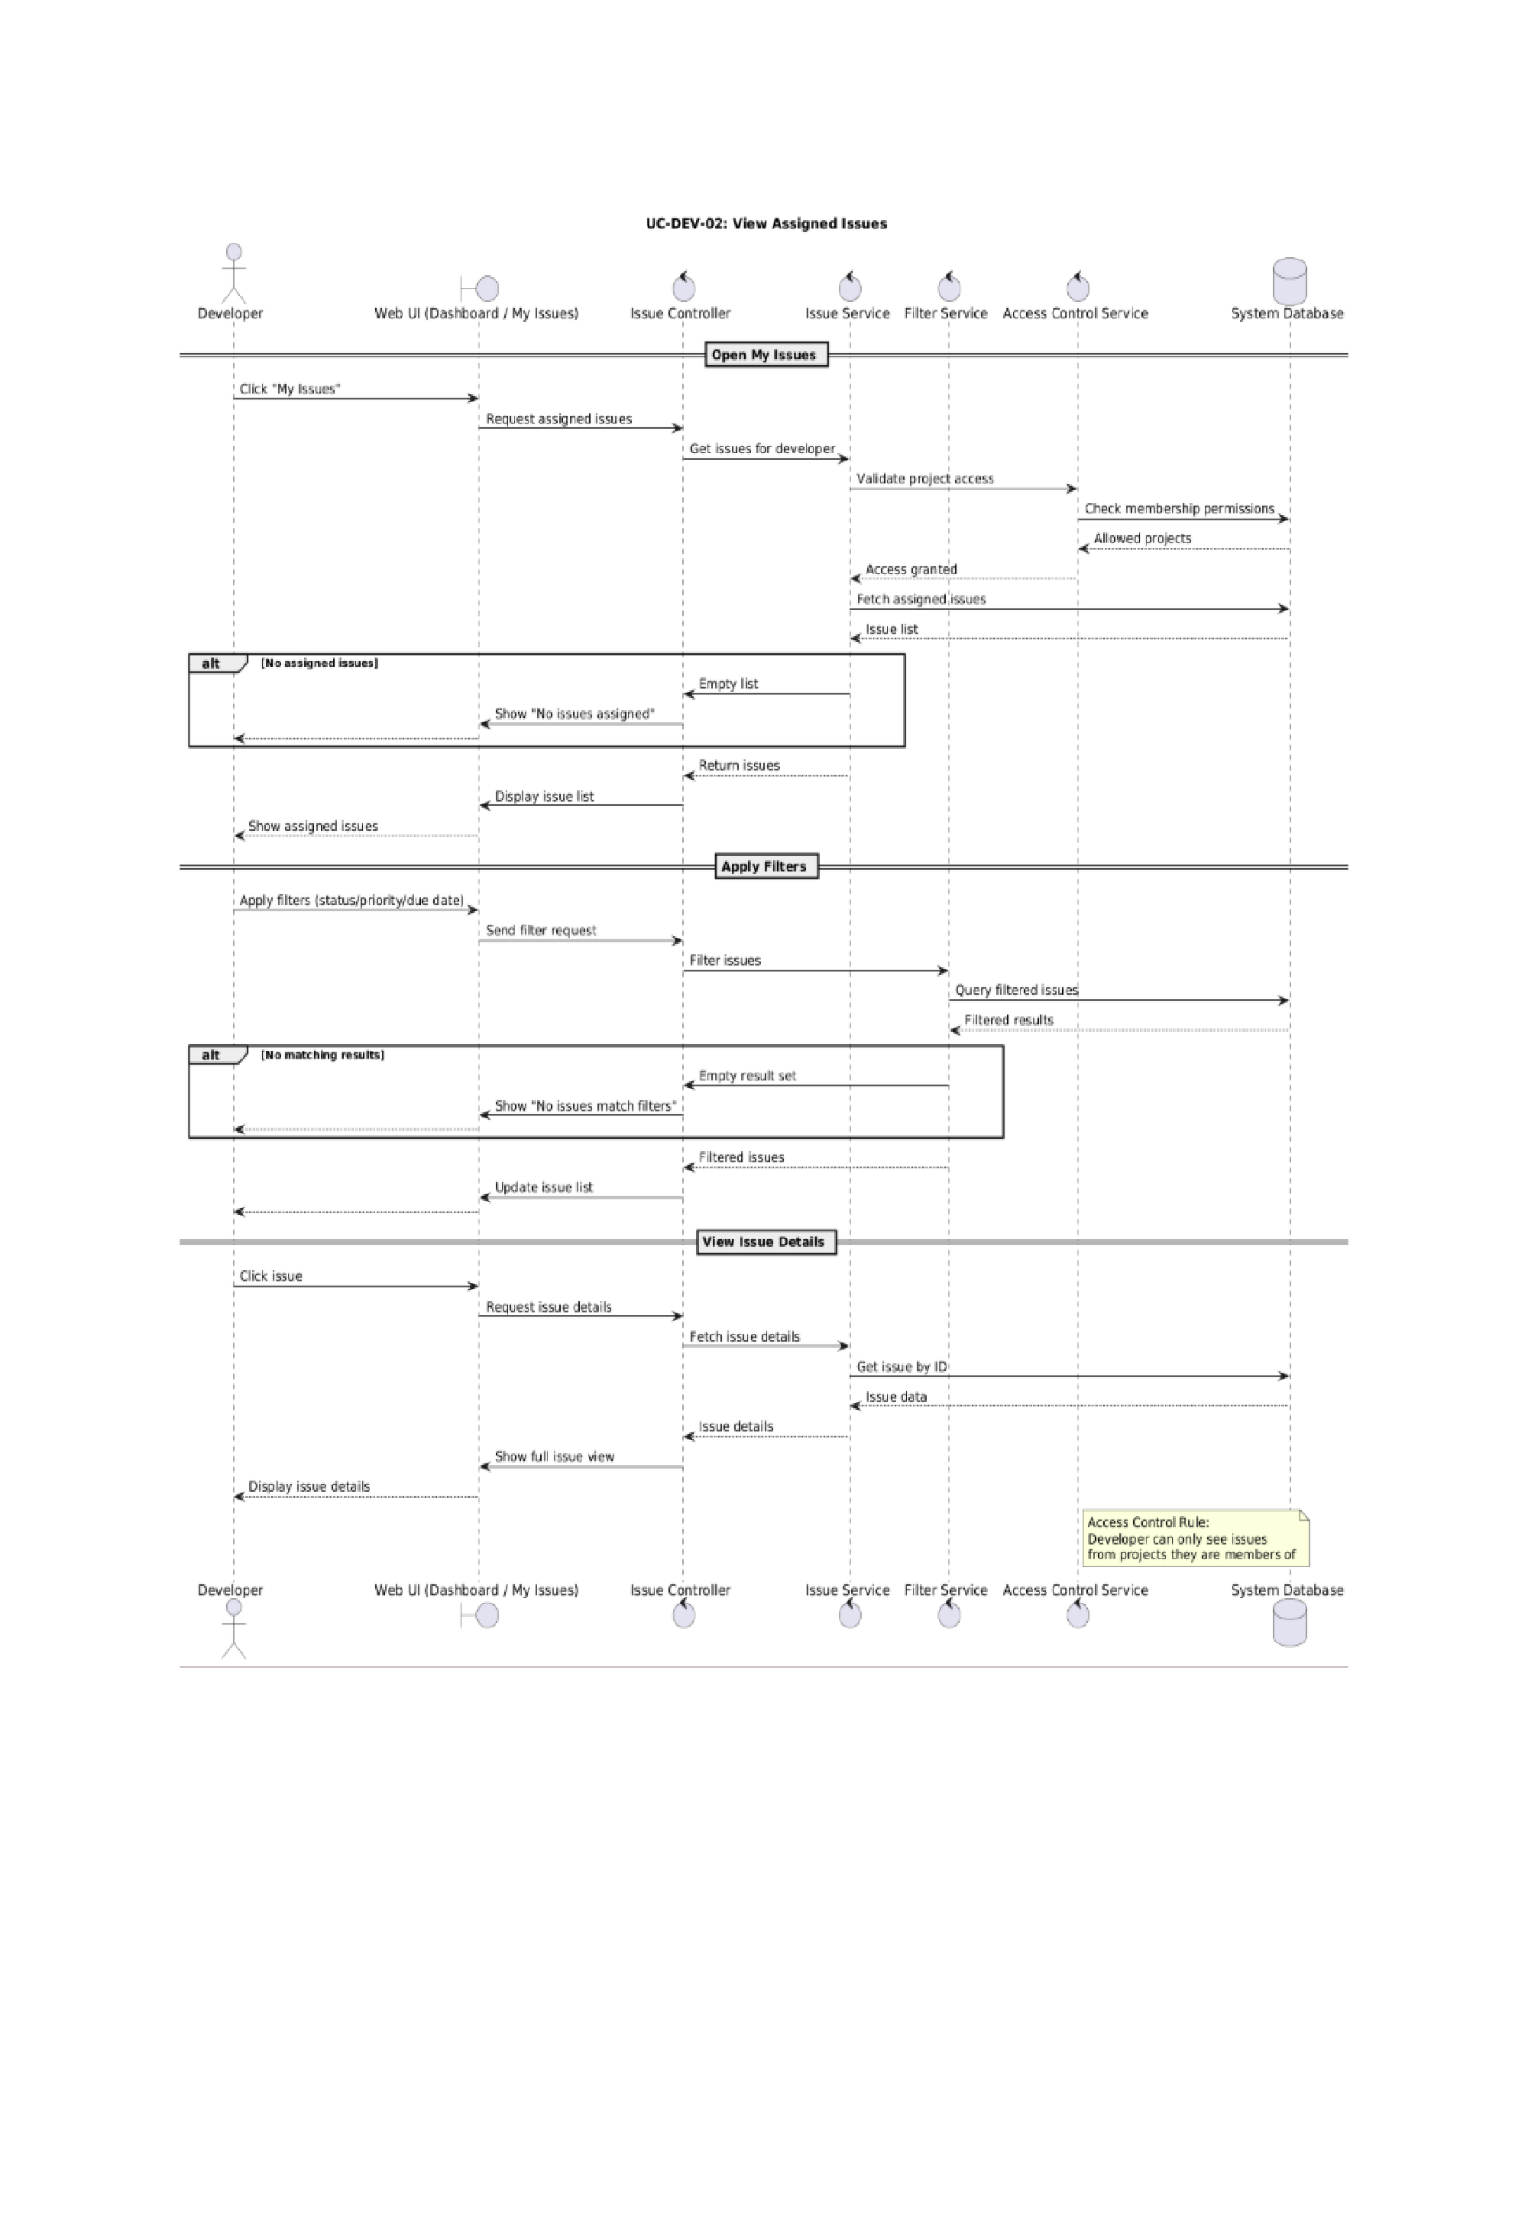 UC-DEV-02: View Assigned Issues
Developer
Web UI (Dashboard / My Issues)
Issue Controller
Issue Service
Filter Service
Access Control Service
System Database
Open My Issues
Click "My Issues"
Request assigned issues
Get issues for developer
Validate project access
Check membership permissions
Allowed projects
Access granted
Fetch assigned issues
Issue list
alt
[No assigned issues]
Empty list
Show "No issues assigned"
Return issues
Display issue list
Show assigned issues
Apply Filters
Apply filters (status/priority/due date)
Send filter request
Filter issues
Query filtered issues
Filtered results
alt
[No matching results]
Empty result set
Show "No issues match filters"
Filtered issues
Update issue list
View Issue Details
Click issue
Request issue details
Fetch issue details
Get issue by ID
Issue data
Issue details
Show full issue view
Display issue details
Access Control Rule:
Developer can only see issues
from projects they are members of
Developer
Web UI (Dashboard / My Issues)
Issue Controller
Issue Service
Filter Service
Access Control Service
System Database